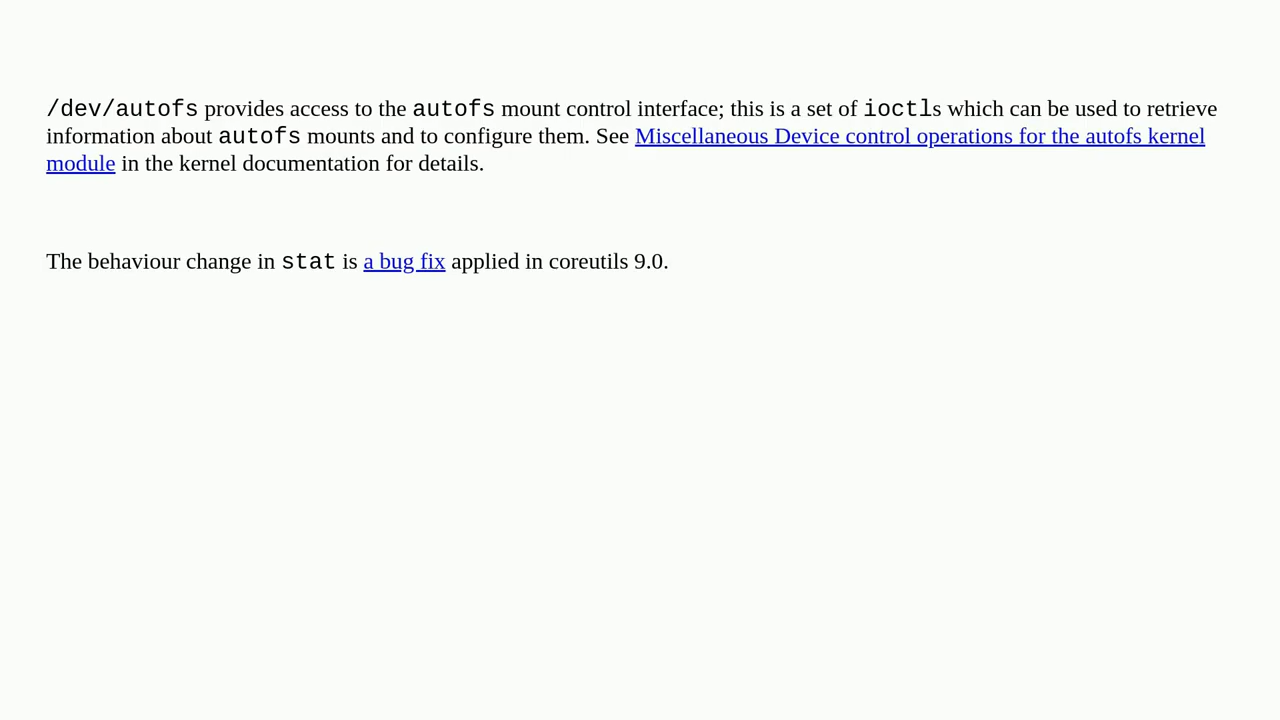 /dev/autofs provides access to the autofs mount control interface; this is a set of ioctls which can be used to retrieve
information about autofs mounts and to configure them. See Miscellaneous Device control operations for the autofs kernel
module in the kernel documentation for details.
The behaviour change in stat is a bug fix applied in coreutils 9.0.